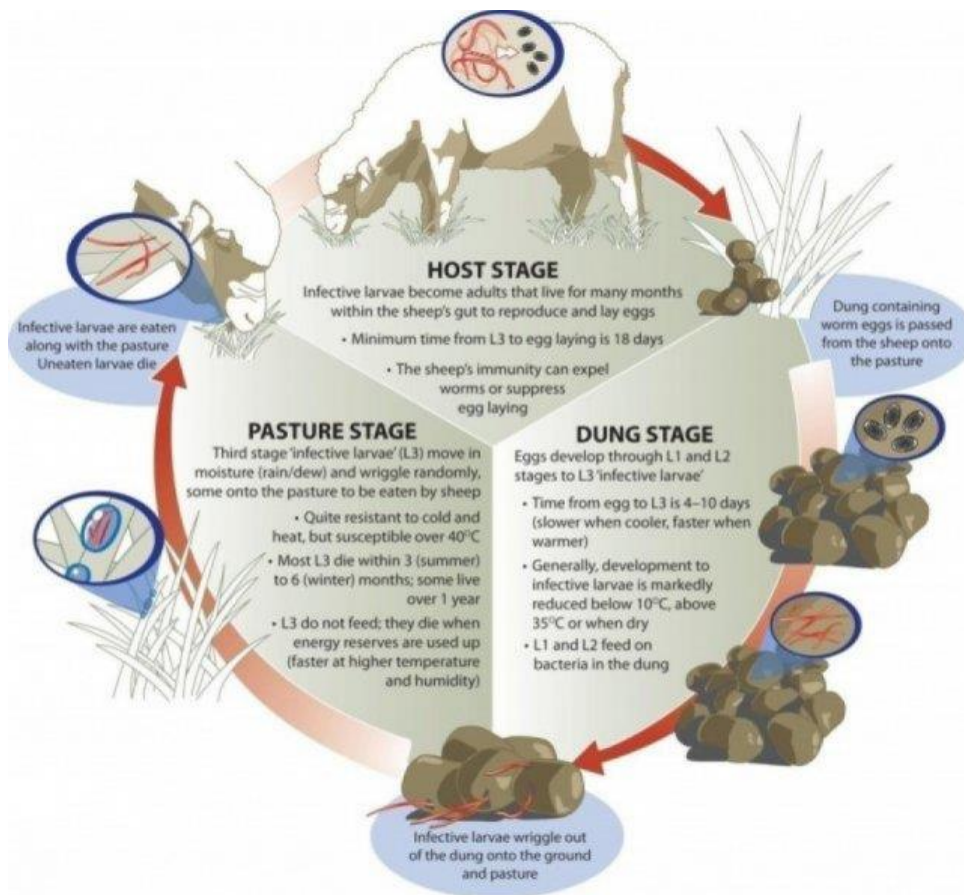 HOST STAGE
Infective larvae become adults that live for many months
within the sheep's gut to reproduce and lay eggs
• Minimum time from L3 to egg laying is 18 days
• The sheep's immunity can expel
worms or suppress
egg laying
Dung containing
worm eggs is passed
from the sheep onto
the pasture
DUNG STAGE
Eggs develop through L1 and L2
stages to L3 'infective larvae'
• Time from egg to L3 is 4–10 days
(slower when cooler, faster when
warmer)
• Generally, development to
infective larvae is markedly
reduced below 10°C, above
35°C or when dry
• L1 and L2 feed on
bacteria in the dung
Infective larvae wriggle out
of the dung onto the ground
and pasture
PASTURE STAGE
Third stage 'infective larvae' (L3) move in
moisture (rain/dew) and wriggle randomly,
some onto the pasture to be eaten by sheep
• Quite resistant to cold and
heat, but susceptible over 40°C
• Most L3 die within 3 (summer)
to 6 (winter) months; some live
over 1 year
• L3 do not feed; they die when
energy reserves are used up
(faster at higher temperature
and humidity)
Infective larvae are eaten
along with the pasture
Uneaten larvae die